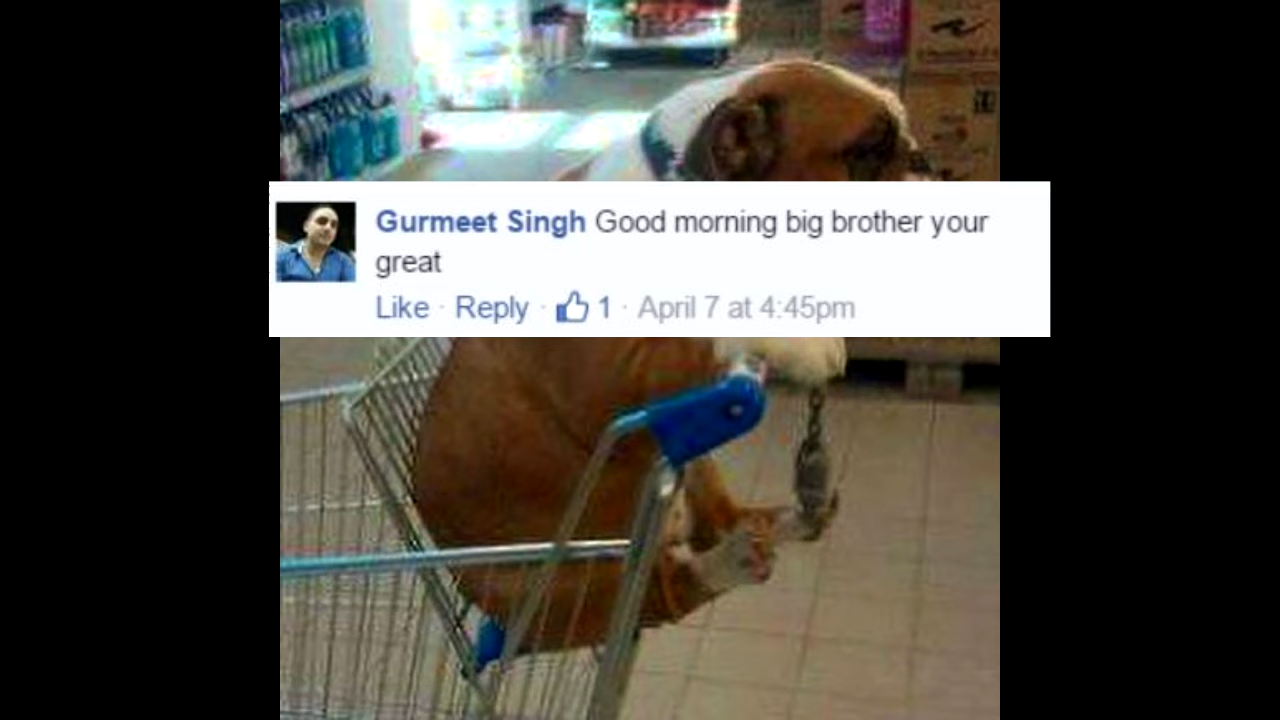 Gurmeet Singh Good morning big brother your
great
Like · Reply · 1 · April 7 at 4:45pm